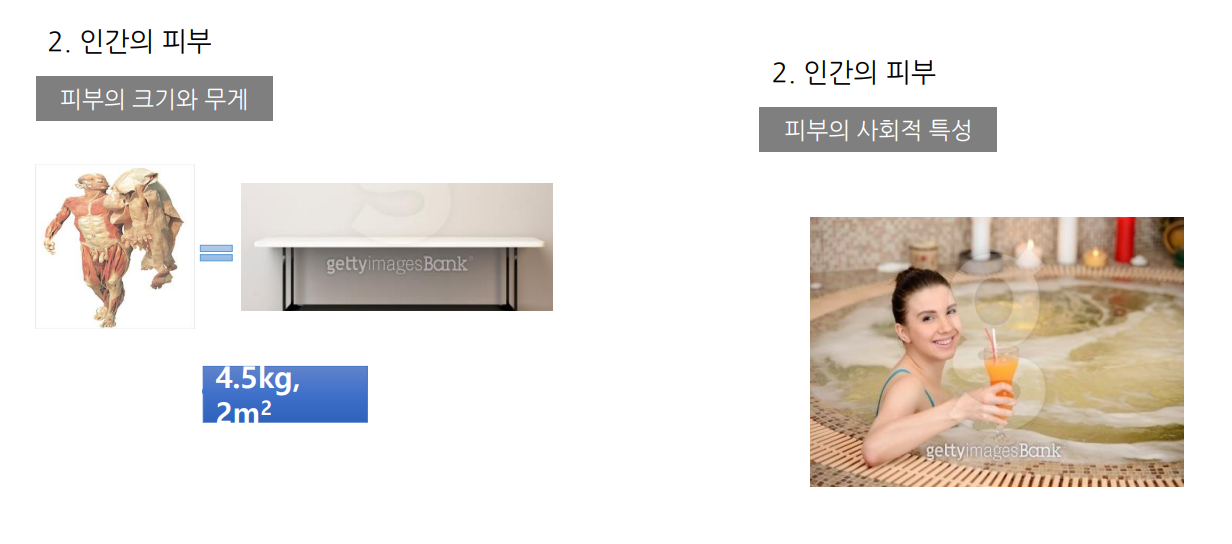 2. 인간의 피부
피부의 크기와 무게
gettyimagesBank
4.5kg,
2m²
2. 인간의 피부
피부의 사회적 특성
gettyimagesBank